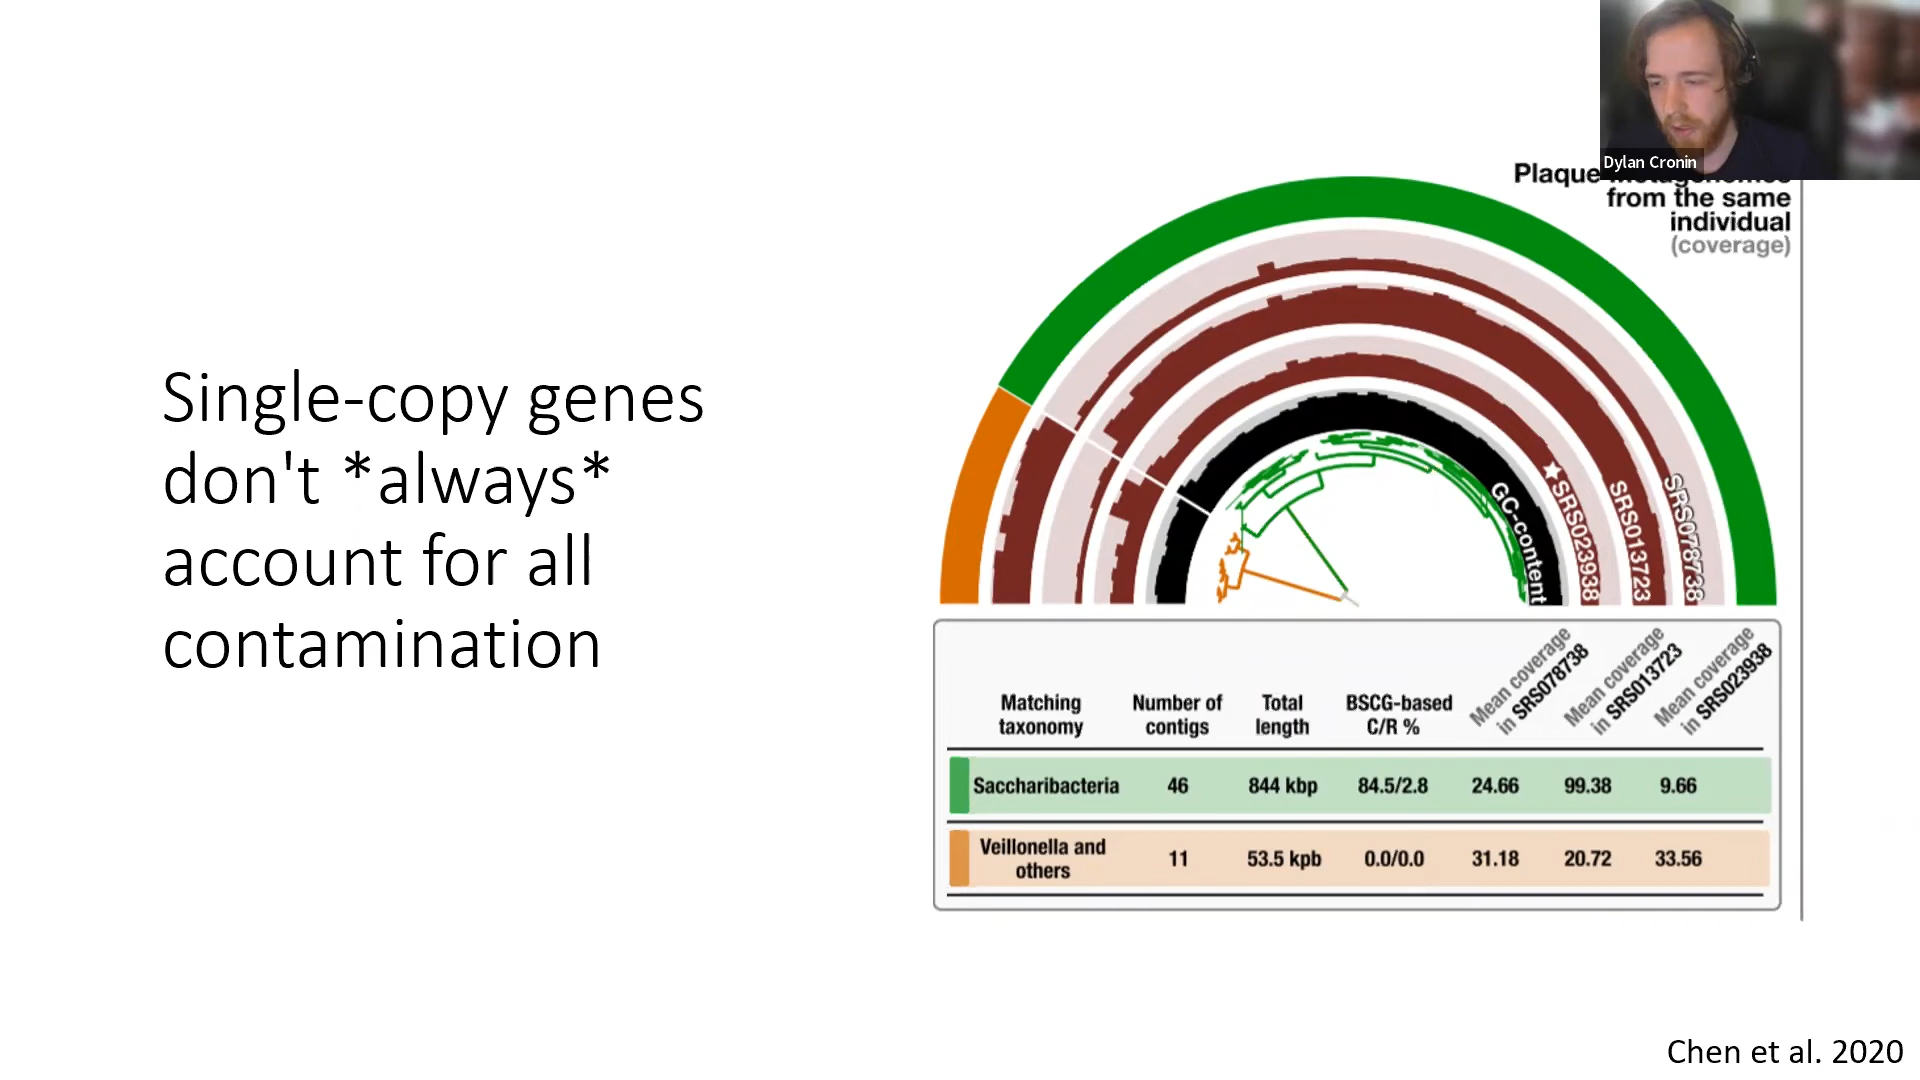 Single-copy genes
don't *always*
account for all
contamination
Dylan Cronin
Plaque
from the same
individual
(coverage)
GC-content
SRS023938
SRS013723
SRS078738
Matching taxonomy
Number of contigs
Total length
BSCG-based C/R %
Mean coverage in SRS078738
Mean coverage in SRS013723
Mean coverage in SRS023938
Saccharibacteria 46 844 kbp 84.5/2.8 24.66 99.38 9.66
Veillonella and others 11 53.5 kpb 0.0/0.0 31.18 20.72 33.56
Chen et al. 2020